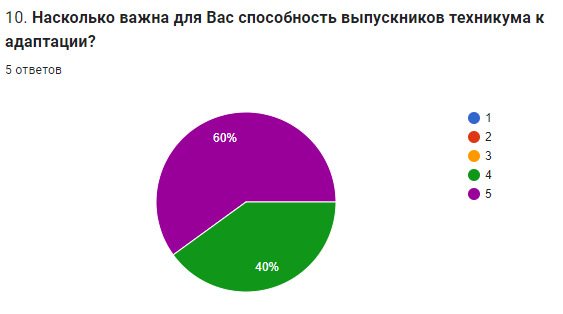 10. Насколько важна для Вас способность выпускников техникума к
адаптации?
5 ответов
60%
40%
1
2
3
4
5